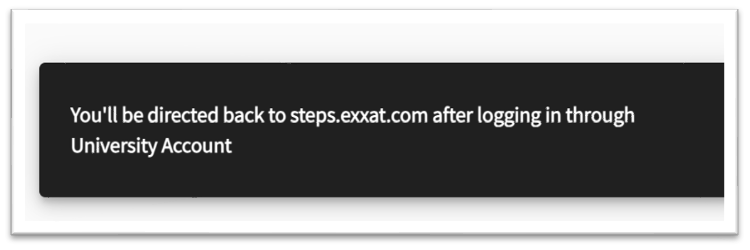 You'll be directed back to steps.exxat.com after logging in through
University Account